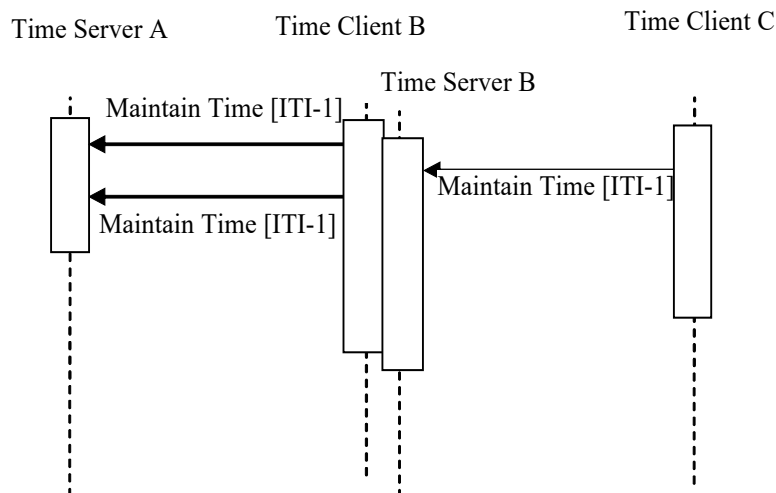 Time Server A
Time Client B
Time Client C
Time Server B
Maintain Time [ITI-1]
Maintain Time [ITI-1]
Maintain Time [ITI-1]